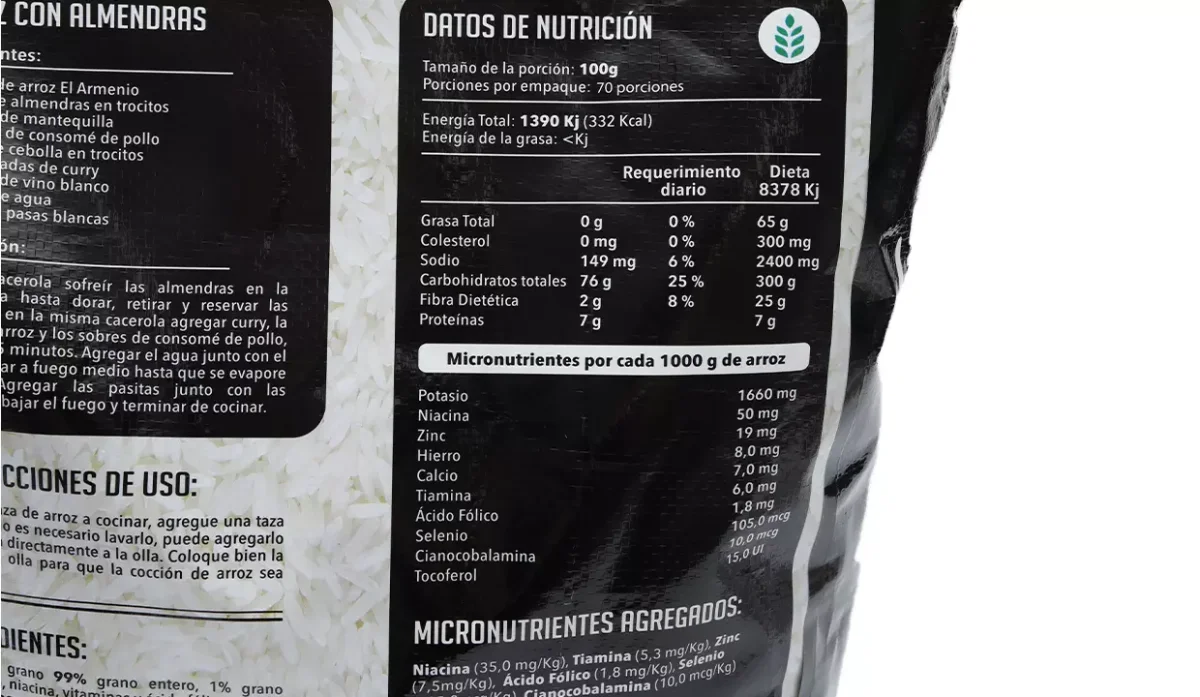 CON ALMENDRAS
ntes:
de arroz El Armenio
e almendras en trocitos
de mantequilla
de consomé de pollo
cebolla en trocitos
adas de curry
de vino blanco
e agua
pasas blancas
ón:
acerola sofreír las almendras en la
a hasta dorar, retirar y reservar las
en la misma cacerola agregar curry, la
arroz y los sobres de consomé de pollo,
minutos. Agregar el agua junto con el
ar a fuego medio hasta que se evapore
Agregar las pasitas junto con las
bajar el fuego y terminar de cocinar.
CCIONES DE USO:
za de arroz a cocinar, agregue una taza
o es necesario lavarlo, puede agregarlo
directamente a la olla. Coloque bien la
olla para que la cocción de arroz sea
DIENTES:
grano 99% grano entero, 1% grano
, niacina, vitaminas
DATOS DE NUTRICIÓN
Tamaño de la porción: 100g
Porciones por empaque: 70 porciones
Energía Total: 1390 Kj (332 Kcal)
Energía de la grasa: <Kj
Requerimiento diario Dieta 8378 Kj
Grasa Total 0 g 0 % 65 g
Colesterol 0 mg 0 % 300 mg
Sodio 149 mg 6 % 2400 mg
Carbohidratos totales 76 g 25 % 300 g
Fibra Dietética 2 g 8 % 25 g
Proteínas 7 g 7 g
Micronutrientes por cada 1000 g de arroz
Potasio 1660 mg
Niacina 50 mg
Zinc 19 mg
Hierro 8,0 mg
Calcio 7,0 mg
Tiamina 6,0 mg
Ácido Fólico 1,8 mg
Selenio 105,0 mcg
Cianocobalamina 10,0 mcg
Tocoferol 15,0 UI
MICRONUTRIENTES AGREGADOS:
Niacina (35,0 mg/Kg), Tiamina (5,3 mg/Kg), Zinc
(7,5mg/Kg), Ácido Fólico (1,8 mg/Kg), Selenio
Cianocobalamina (10,0 mcg/Kg)